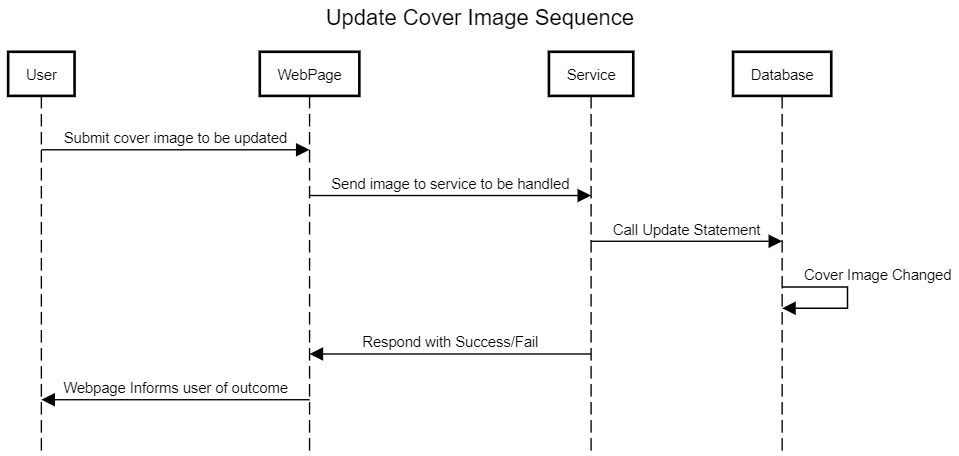 Update Cover Image Sequence
User
WebPage
Service
Database
Submit cover image to be updated
Send image to service to be handled
Call Update Statement
Cover Image Changed
Respond with Success/Fail
Webpage Informs user of outcome